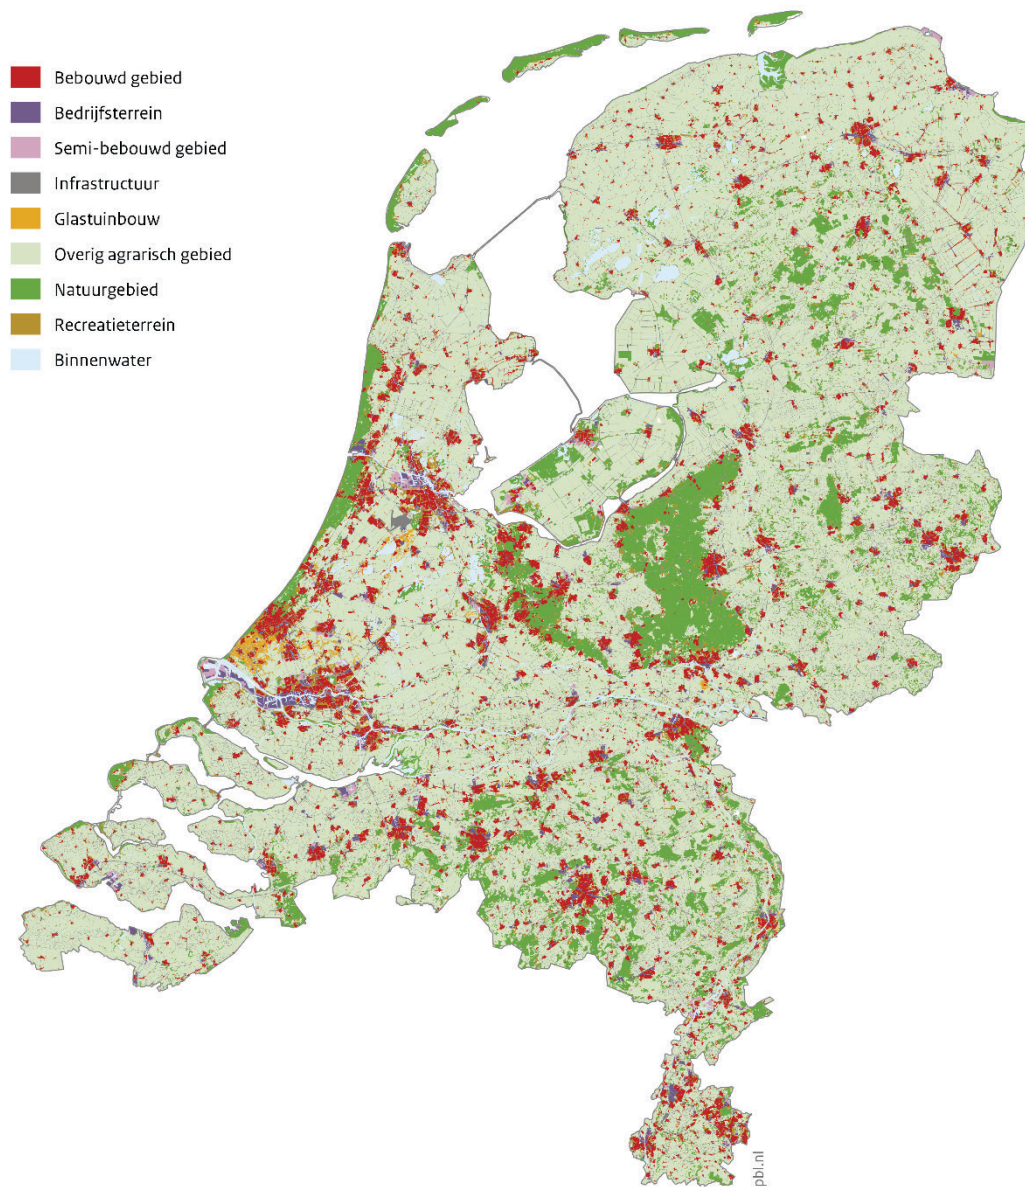 Bebouwd gebied
Bedrijfsterrein
Semi-bebouwd gebied
Infrastructuur
Glastuinbouw
Overig agrarisch gebied
Natuurgebied
Recreatieterrein
Binnenwater
pbl.nl